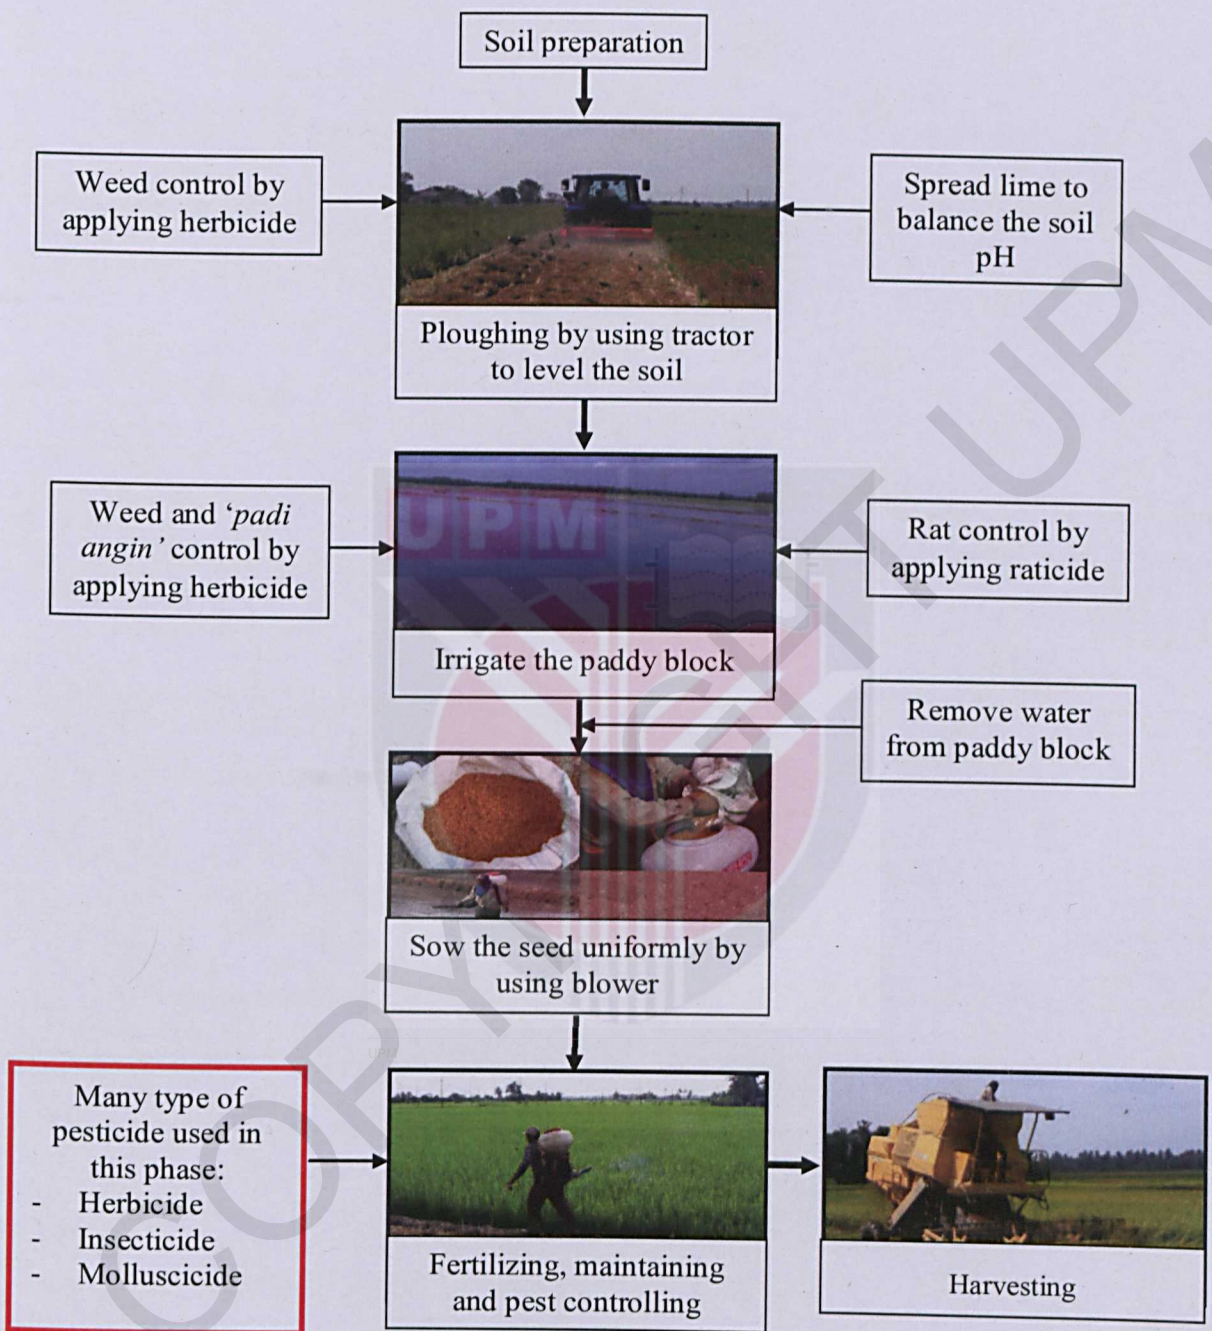 Soil preparation
Weed control by
applying herbicide
Spread lime to
balance the soil
pH
Ploughing by using tractor
to level the soil
Weed and ‘padi
angin’ control by
applying herbicide
UPM
Rat control by
applying raticide
Irrigate the paddy block
Remove water
from paddy block
Sow the seed uniformly by
using blower
Many type of
pesticide used in
this phase:
- Herbicide
- Insecticide
- Molluscicide
Fertilizing, maintaining
and pest controlling
Harvesting
COPYRIGHT UPM